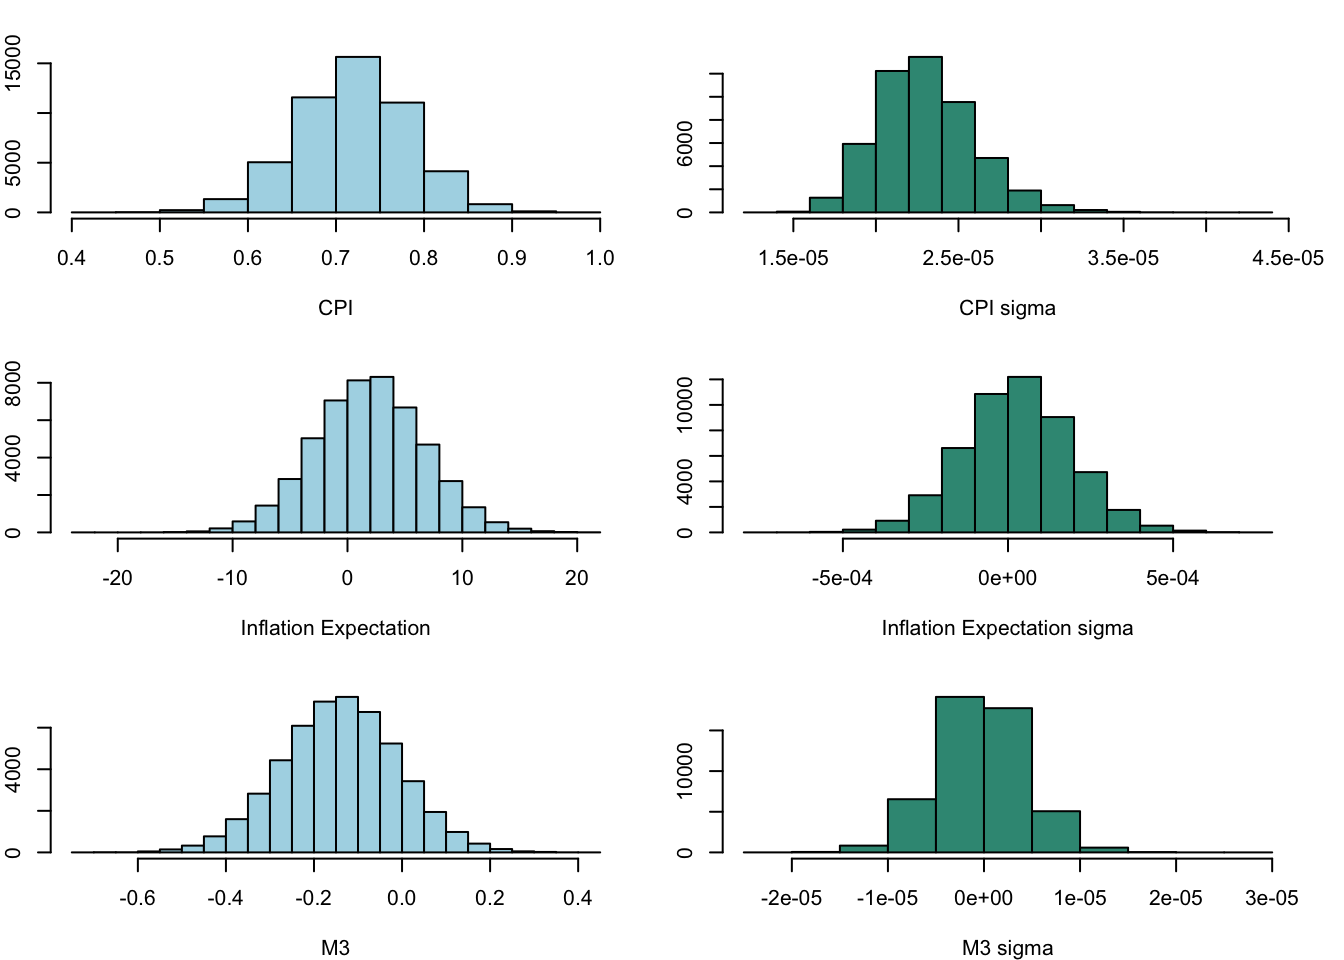 15000
5000
0
0.4 0.5 0.6 0.7 0.8 0.9 1.0
CPI
6000
0
1.5e-05 2.5e-05 3.5e-05 4.5e-05
CPI sigma
8000
4000
0
-20 -10 0 10 20
Inflation Expectation
10000
4000
0
-5e-04 0e+00 5e-04
Inflation Expectation sigma
4000
0
-0.6 -0.4 -0.2 0.0 0.2 0.4
M3
10000
0
-2e-05 -1e-05 0e+00 1e-05 2e-05 3e-05
M3 sigma